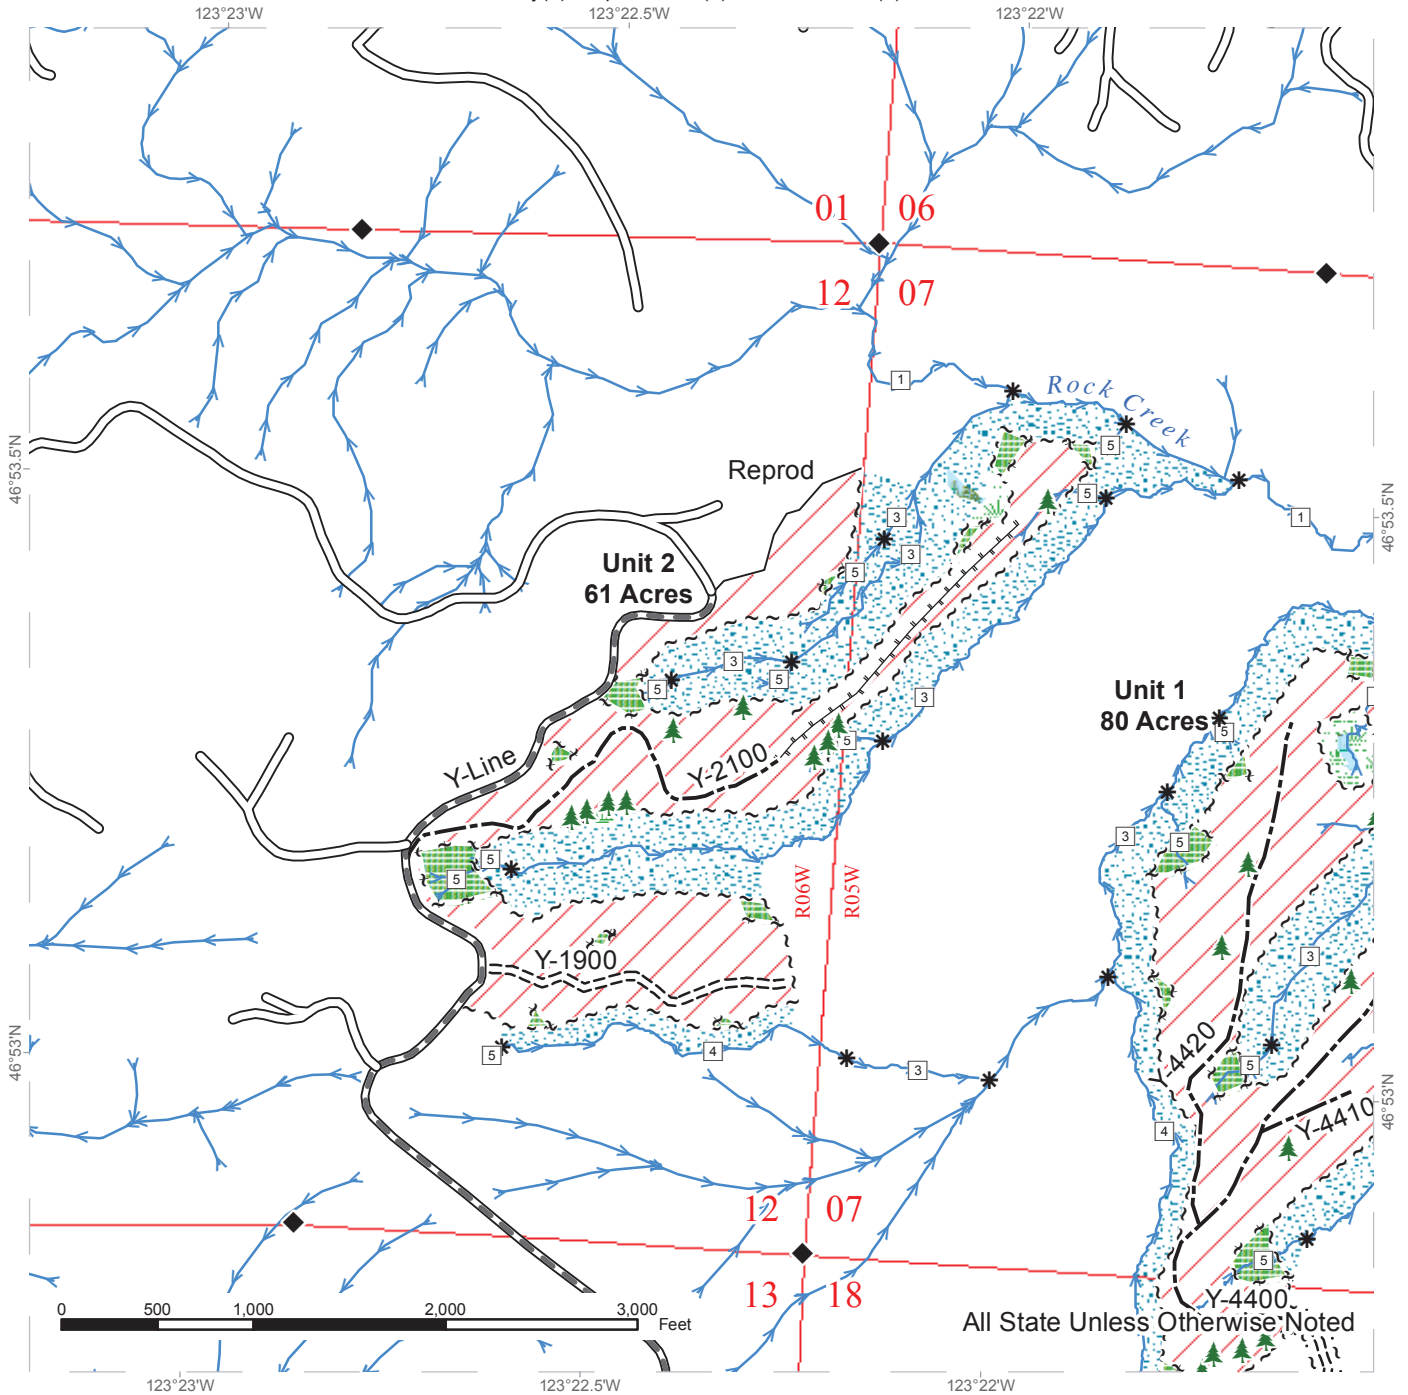 123°23'W
123°22.5'W
123°22'W
01
06
12
07
1
Rock Creek
5
46°53.5'N
Reprod
5
3
1
46°53.5'N
3
Unit 2
61 Acres
5
3
5
5
Unit 1
80 Acres
3
5
5
Y-Line
Y-2100
3
5
5
5
R06W
R05W
3
Y-1900
46°53'N
5
4
3
Y-4420
5
46°53'N
Y-4410
4
12
07
5
13
18
Y-4400
0
500
1,000
2,000
3,000
Feet
All State Unless Otherwise Noted
123°23'W
123°22.5'W
123°22'W